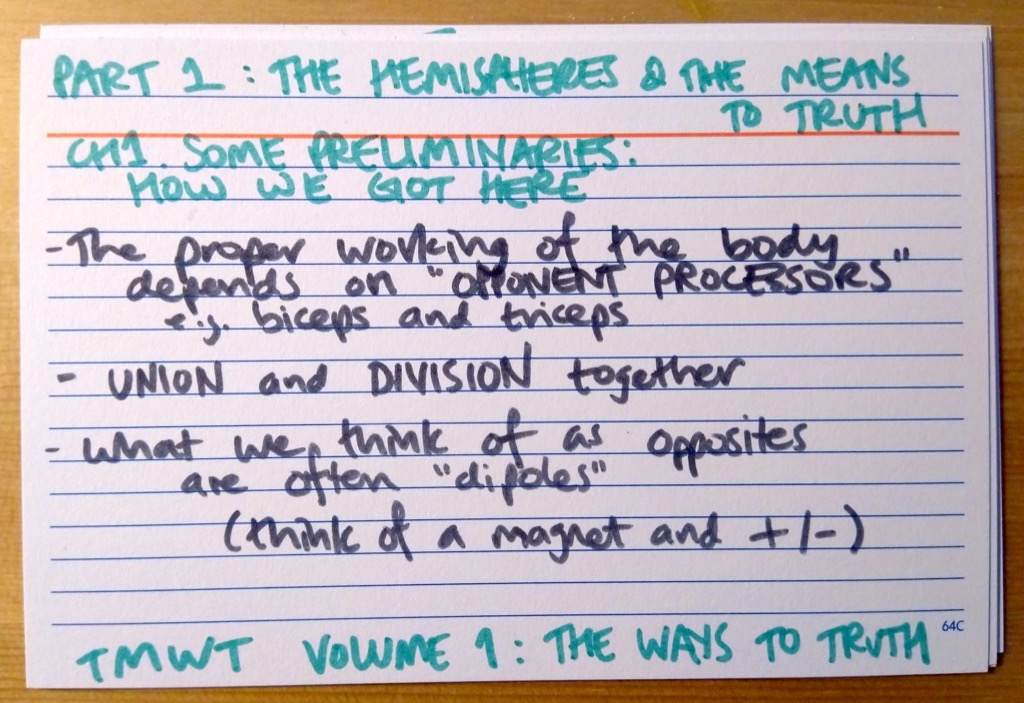 PART 1 : THE HEMISPHERES & THE MEANS
TO TRUTH
CH1. SOME PRELIMINARIES:
HOW WE GOT HERE
- The proper working of the body
depends on "OPPONENT PROCESSORS"
e.g. biceps and triceps
- UNION and DIVISION together
- What we think of as opposites
are often "dipoles"
(think of a magnet and +/-)
64C
TMWT VOLUME 1 : THE WAYS TO TRUTH